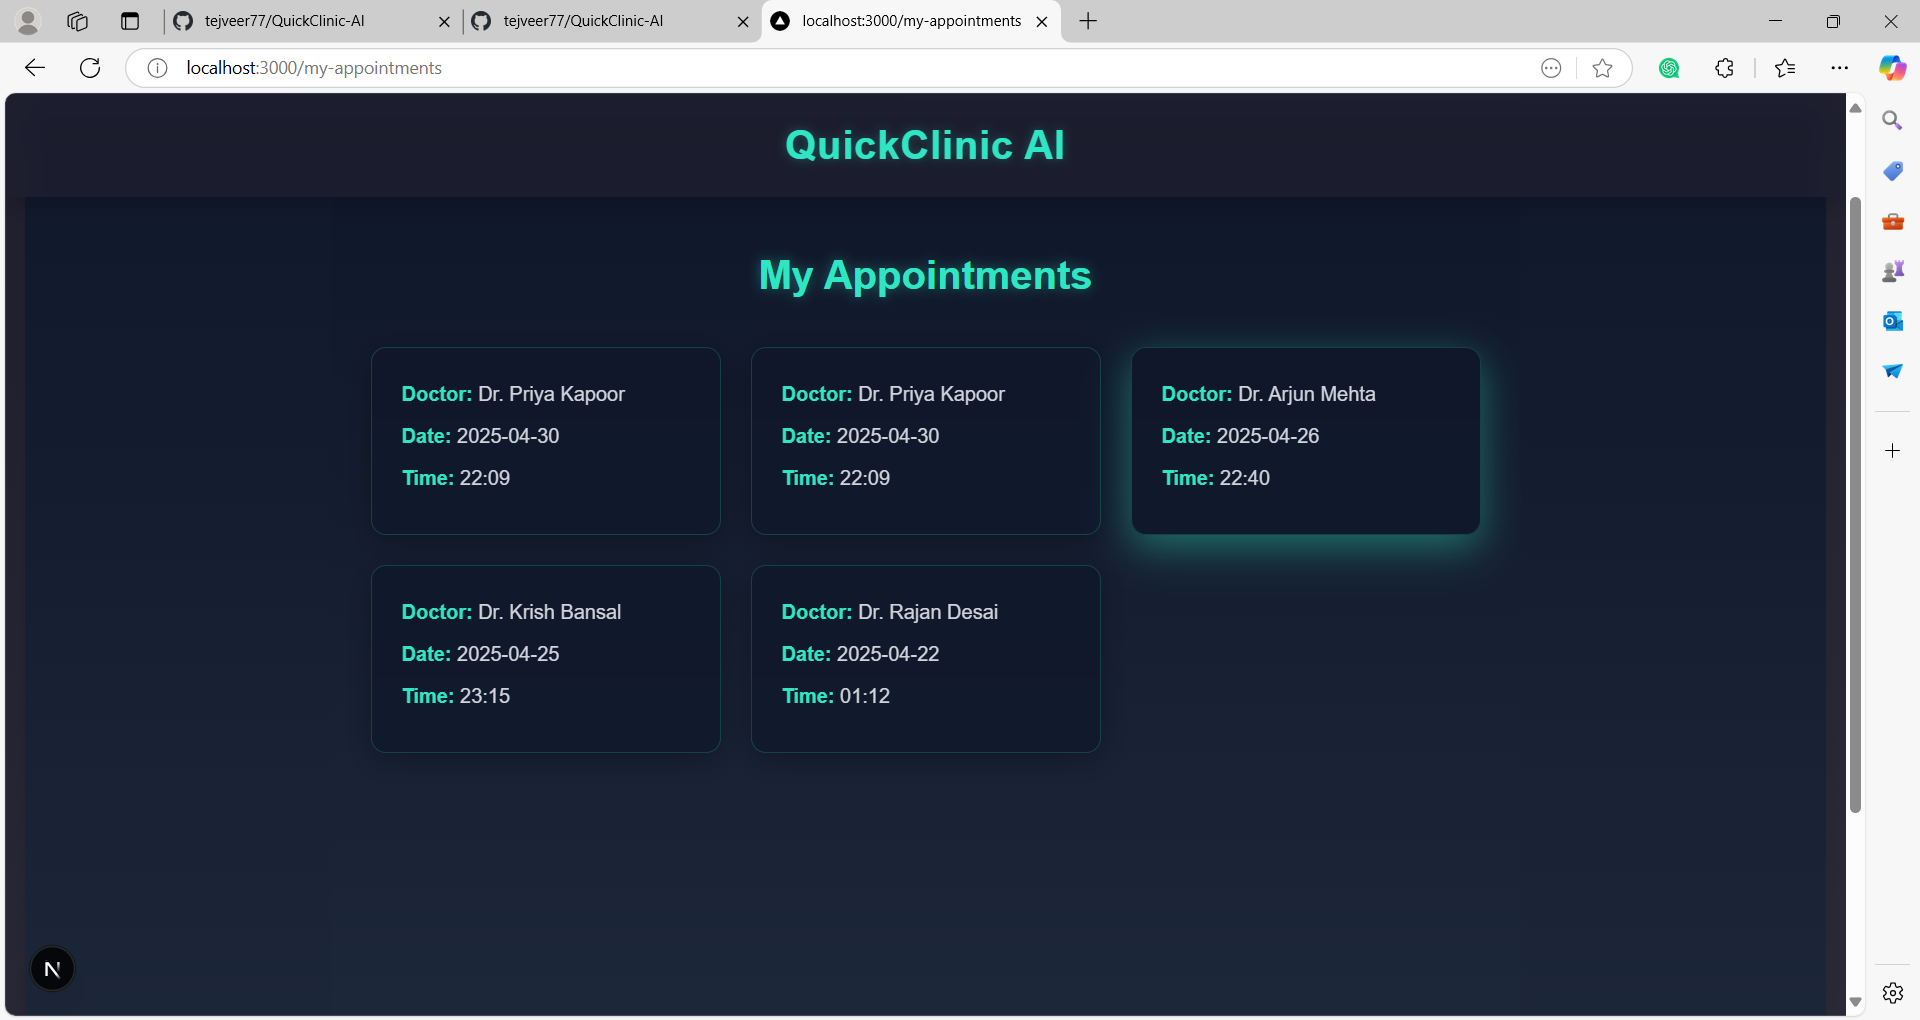 tejveer77/QuickClinic-AI
tejveer77/QuickClinic-AI
localhost:3000/my-appointments
localhost:3000/my-appointments
QuickClinic AI
My Appointments
Doctor: Dr. Priya Kapoor
Date: 2025-04-30
Time: 22:09
Doctor: Dr. Priya Kapoor
Date: 2025-04-30
Time: 22:09
Doctor: Dr. Arjun Mehta
Date: 2025-04-26
Time: 22:40
Doctor: Dr. Krish Bansal
Date: 2025-04-25
Time: 23:15
Doctor: Dr. Rajan Desai
Date: 2025-04-22
Time: 01:12
N